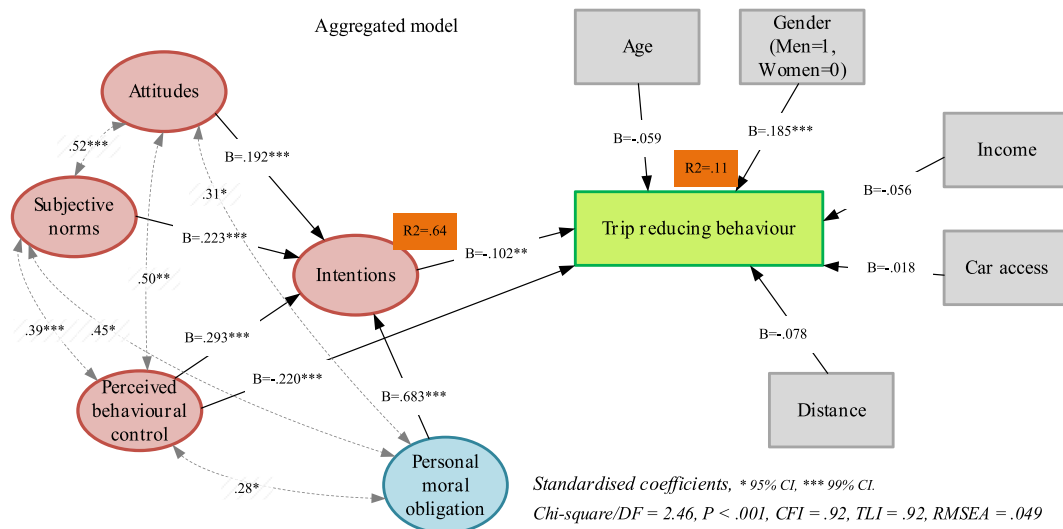 Aggregated model
Age
Gender
(Men=1,
Women=0)
Attitudes
B=-.059
B=.185***
.52***
B=.192***
Income
R2=.11
B=-.056
.31*
Subjective
norms
B=.223***
R2=.64
Trip reducing behaviour
B=-.102**
Intentions
Car access
B=-.018
.50**
.39***
.45*
B=.293***
B=-.078
B=-.220***
Perceived
behavioural
control
B=.683***
Distance
Personal
moral
obligation
.28*
Standardised coefficients, * 95% CI, *** 99% CI.
Chi-square/DF = 2.46, P < .001, CFI = .92, TLI = .92, RMSEA = .049